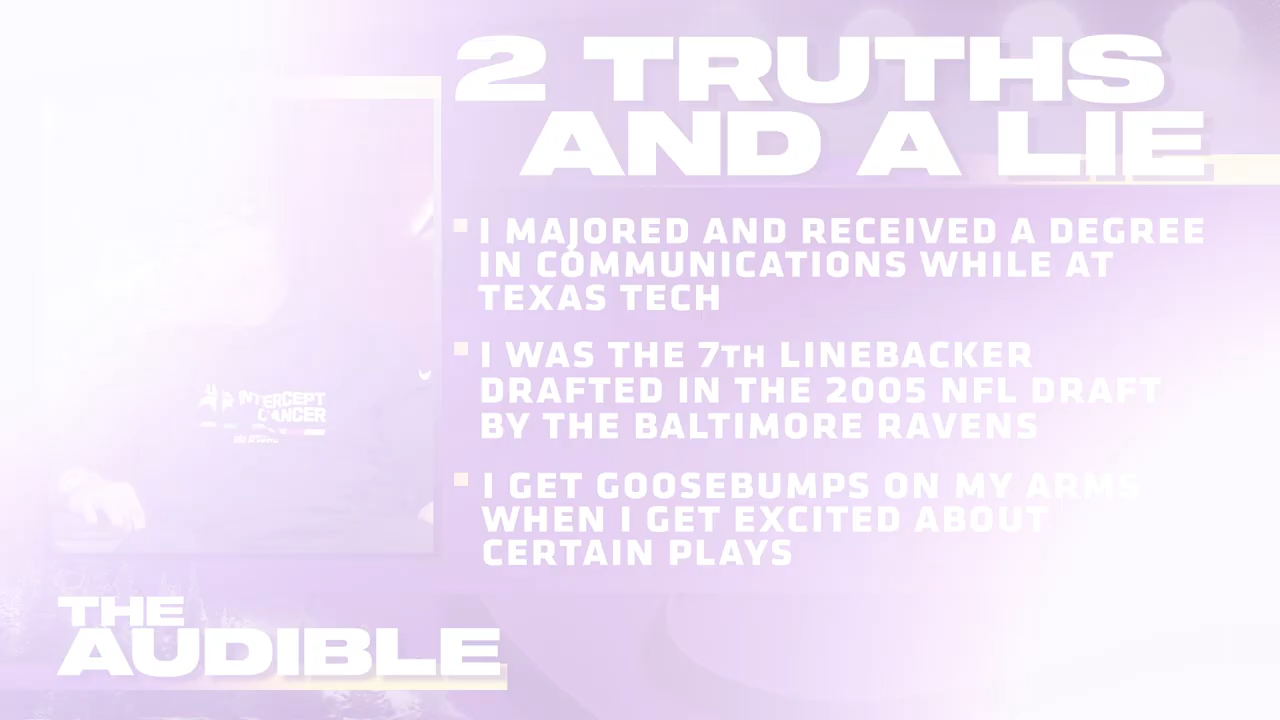 2 TRUTHS
AND A LIE
I MAJORED AND RECEIVED A DEGREE
IN COMMUNICATIONS WHILE AT
TEXAS TECH
I WAS THE 7TH LINEBACKER
DRAFTED IN THE 2005 NFL DRAFT
BY THE BALTIMORE RAVENS
I GET GOOSEBUMPS ON MY ARMS
WHEN I GET EXCITED ABOUT
CERTAIN PLAYS
INTERCEPT
CANCER
THE
AUDIBLE